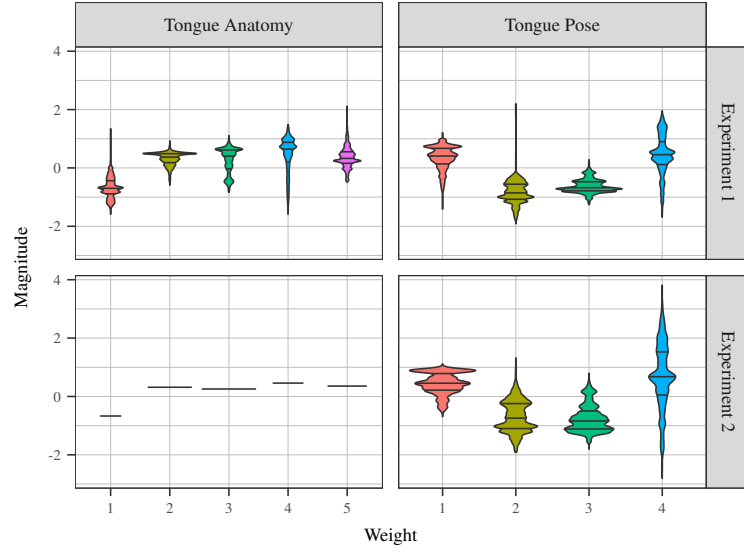 Tongue Anatomy
Tongue Pose
4
2
0
-2
Experiment 1
4
2
0
-2
Experiment 2
Magnitude
1 2 3 4 5
1 2 3 4
Weight